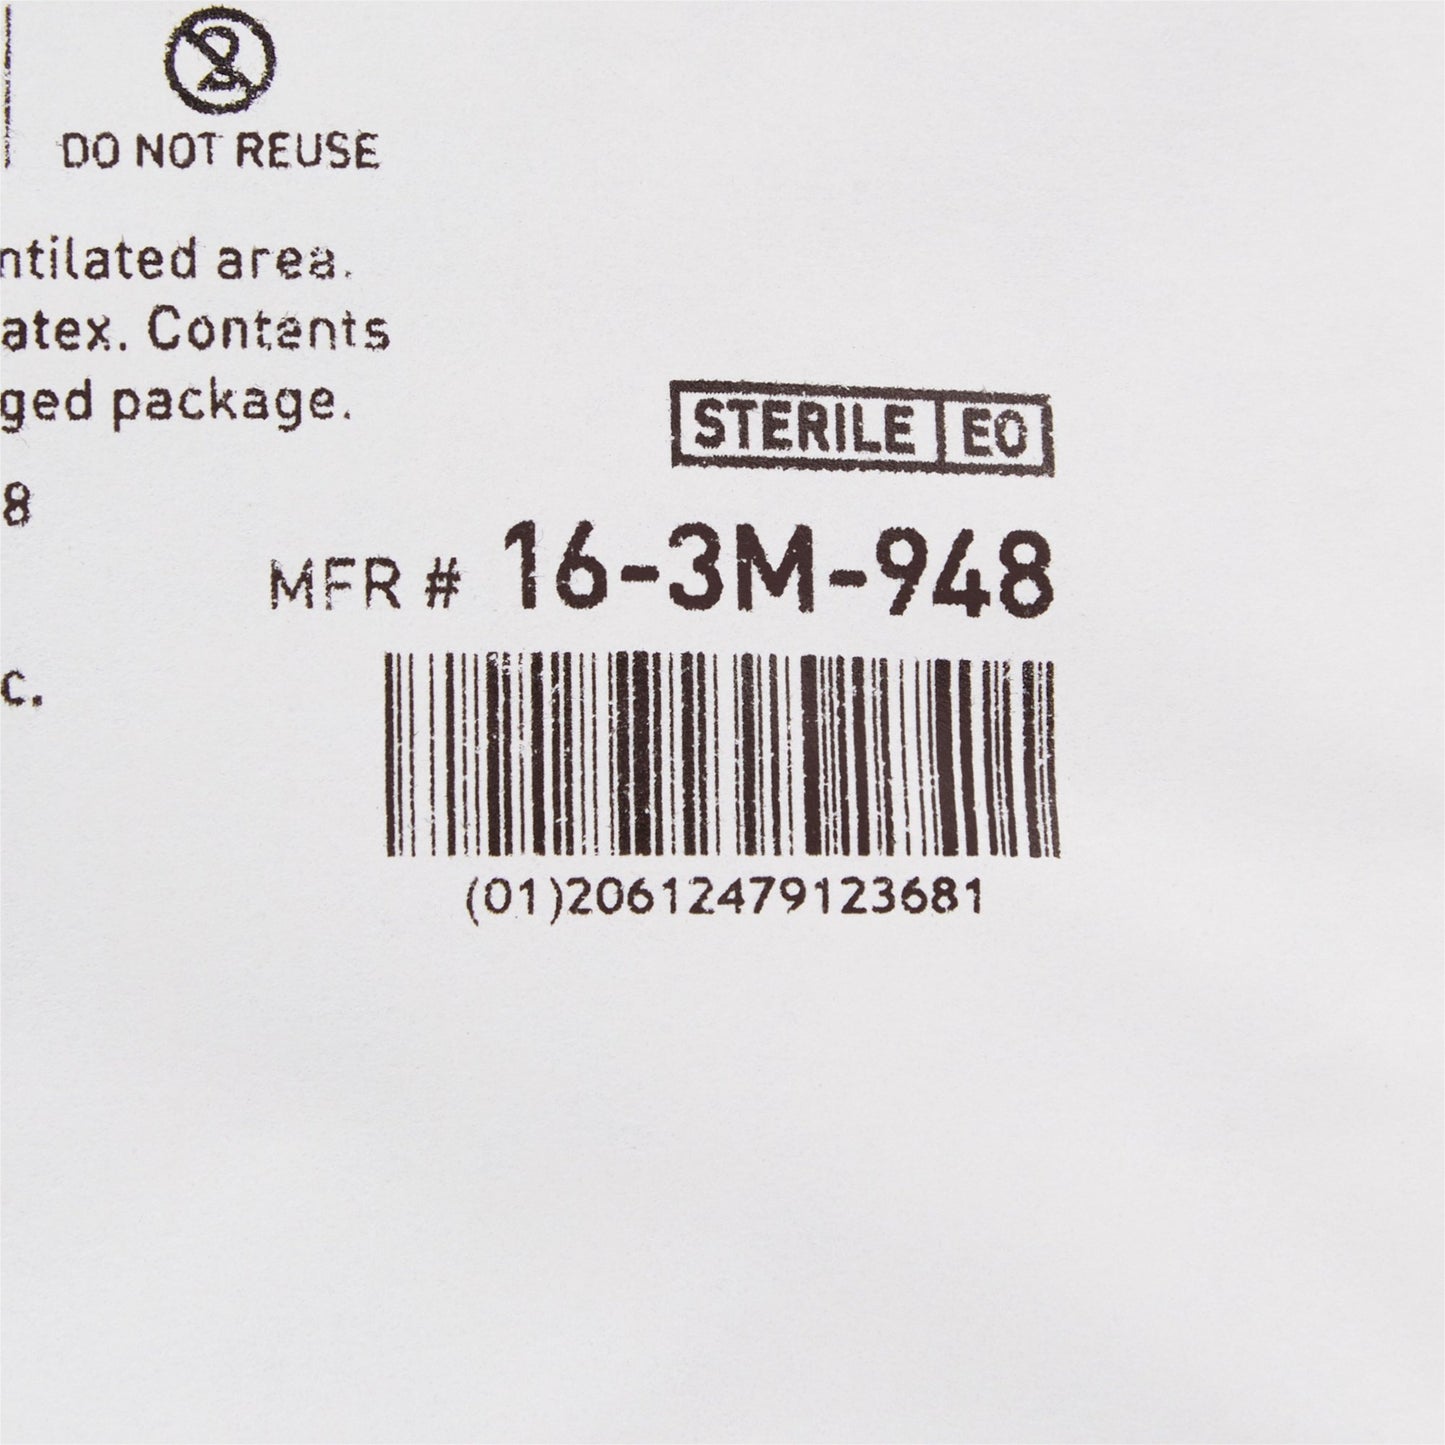 DO NOT REUSE
ntilated area.
atex. Contents
ged package.
8
c.
STERILE EO
MFR # 16-3M-948
(01)20612479123681